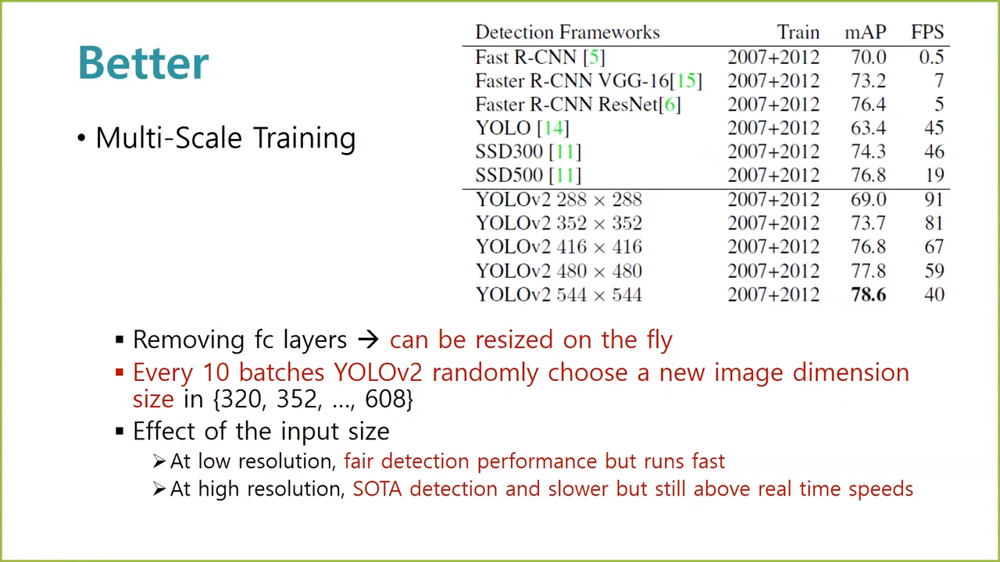 Better
• Multi-Scale Training
Detection Frameworks Train mAP FPS
Fast R-CNN [5] 2007+2012 70.0 0.5
Faster R-CNN VGG-16[15] 2007+2012 73.2 7
Faster R-CNN ResNet[6] 2007+2012 76.4 5
YOLO [14] 2007+2012 63.4 45
SSD300 [11] 2007+2012 74.3 46
SSD500 [11] 2007+2012 76.8 19
YOLOv2 288 × 288 2007+2012 69.0 91
YOLOv2 352 × 352 2007+2012 73.7 81
YOLOv2 416 × 416 2007+2012 76.8 67
YOLOv2 480 × 480 2007+2012 77.8 59
YOLOv2 544 × 544 2007+2012 78.6 40
▪ Removing fc layers → can be resized on the fly
▪ Every 10 batches YOLOv2 randomly choose a new image dimension
size in {320, 352, ..., 608}
▪ Effect of the input size
➢ At low resolution, fair detection performance but runs fast
➢ At high resolution, SOTA detection and slower but still above real time speeds